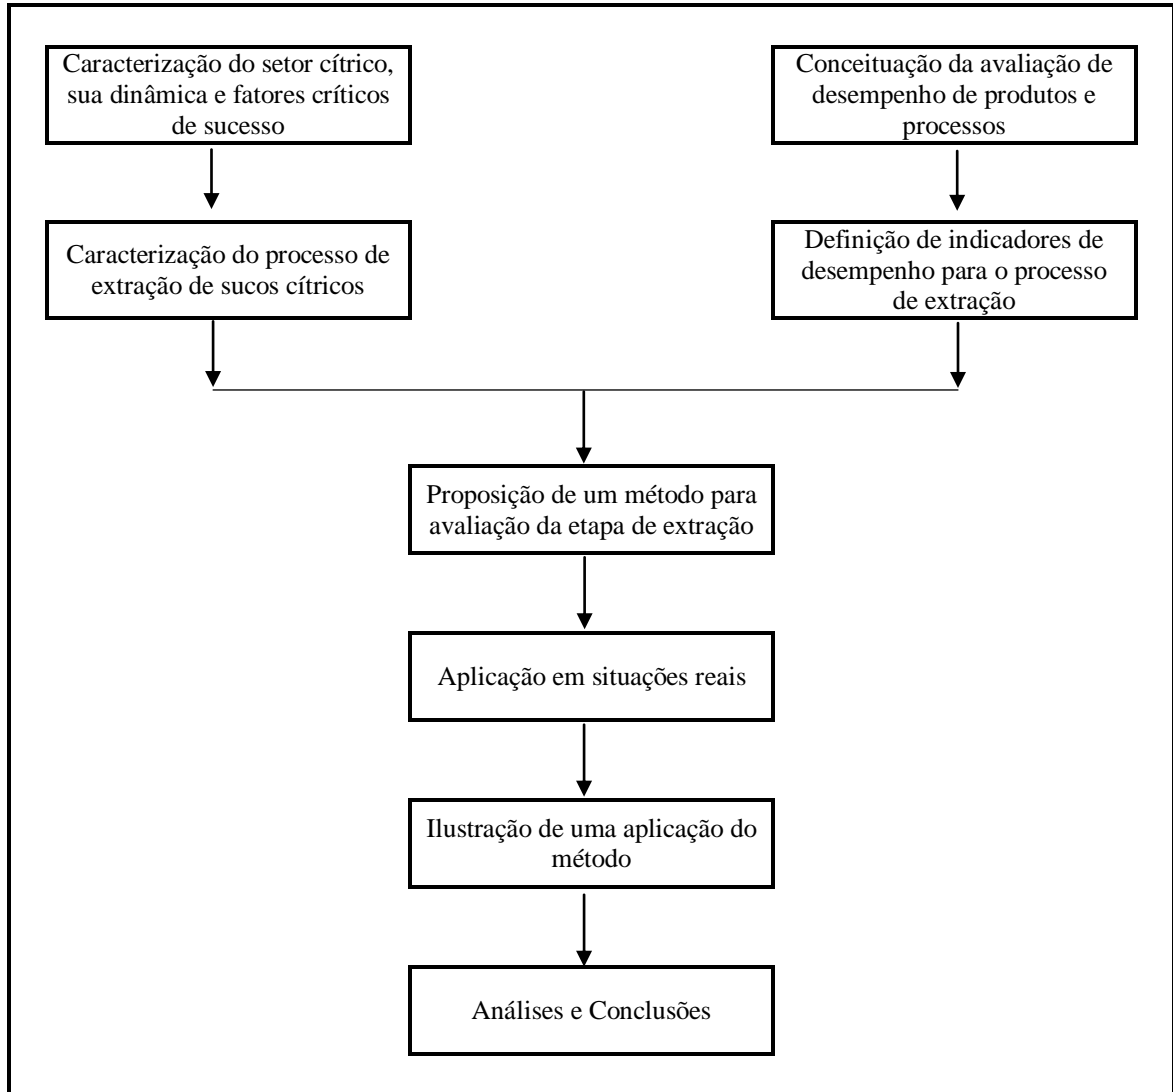 Caracterização do setor cítrico,
sua dinâmica e fatores críticos
de sucesso
Conceituação da avaliação de
desempenho de produtos e
processos
Caracterização do processo de
extração de sucos cítricos
Definição de indicadores de
desempenho para o processo
de extração
Proposição de um método para
avaliação da etapa de extração
Aplicação em situações reais
Ilustração de uma aplicação do
método
Análises e Conclusões